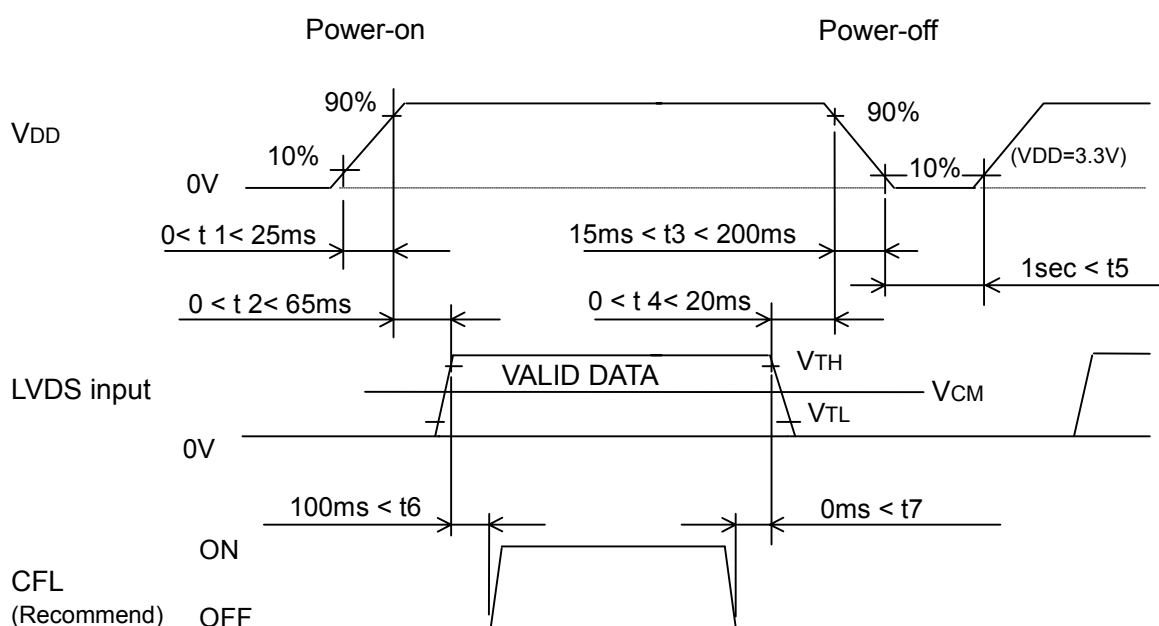 Power-on Power-off
90% 90%
VDD
10% 10% (VDD=3.3V)
0V
0< t 1< 25ms 15ms < t3 < 200ms
1sec < t5
0 < t 2< 65ms 0 < t 4< 20ms
VTH
VALID DATA
LVDS input VCM
VTL
0V
100ms < t6 0ms < t7
ON
CFL
(Recommend) OFF